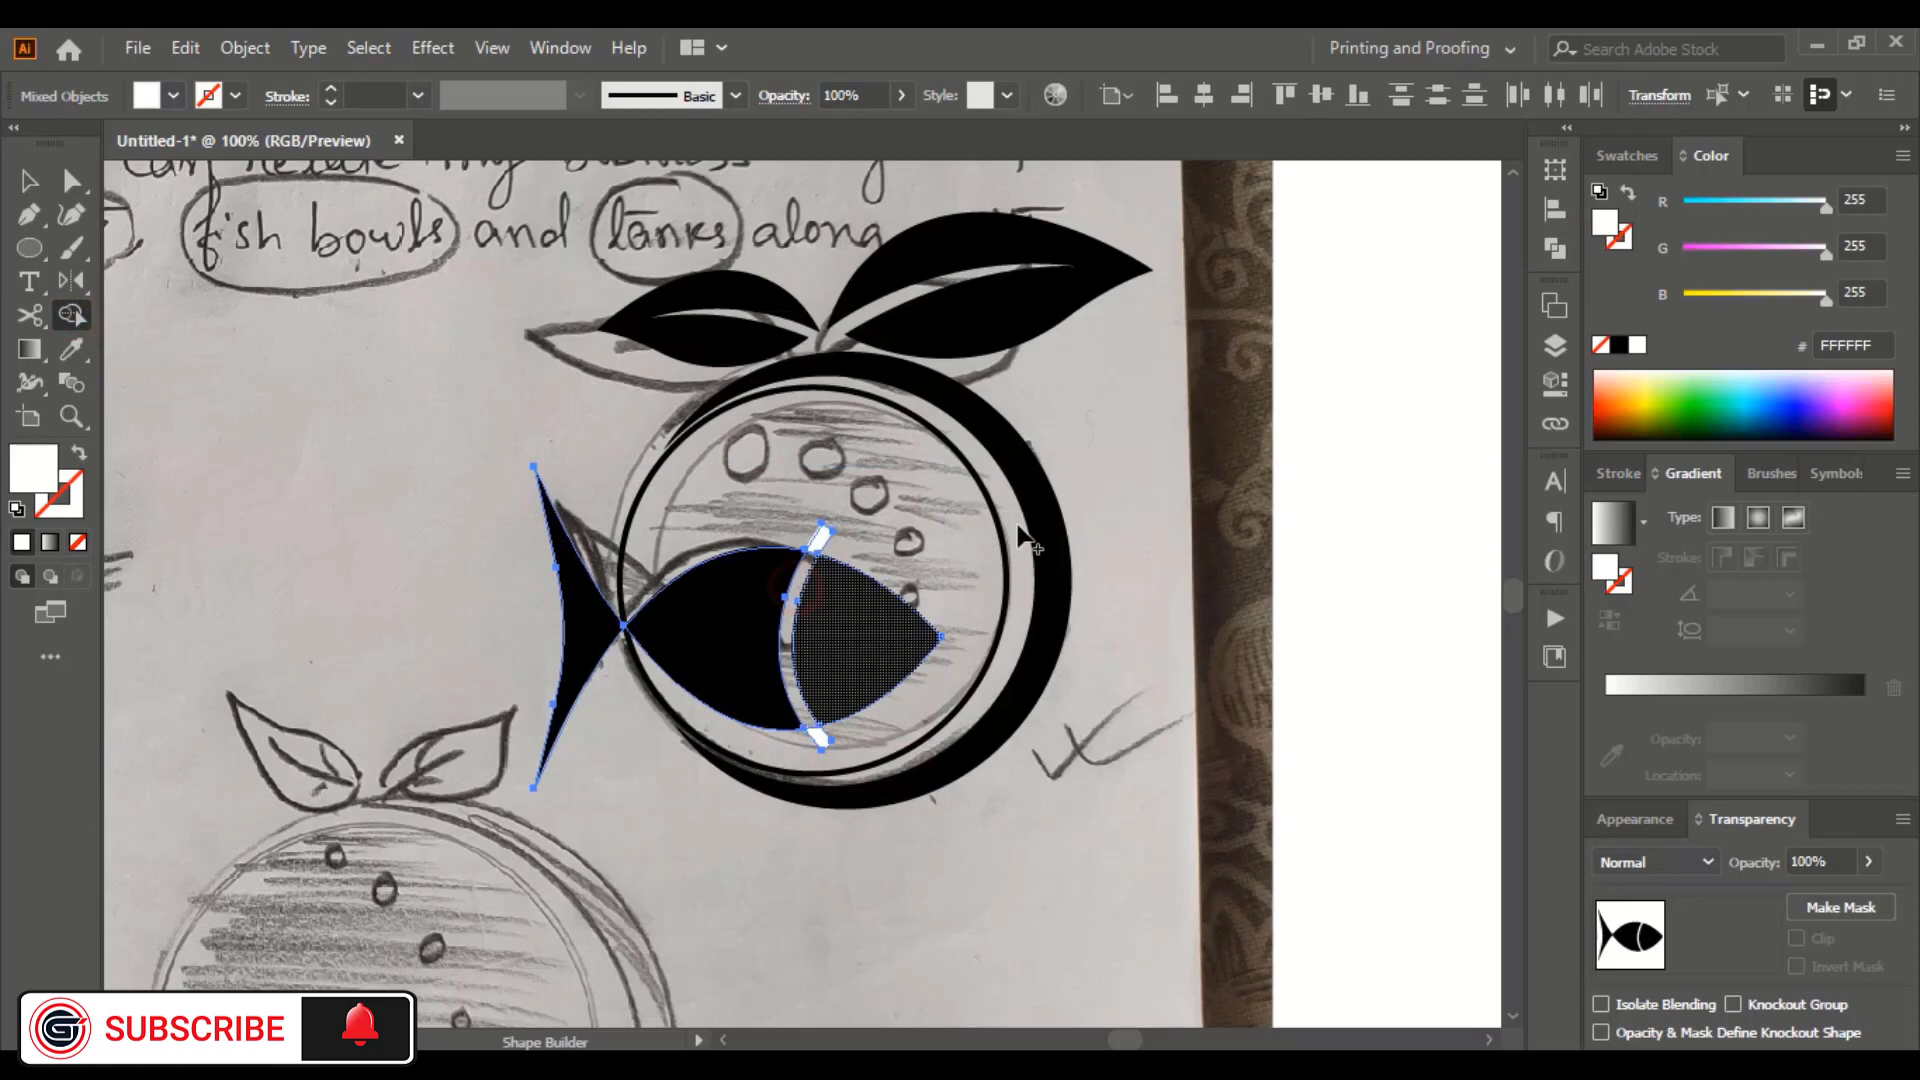 Ai File Edit Object Type Select Effect View Window Help Printing and Proofing Search Adobe Stock
Mixed Objects Stroke: Basic Opacity: 100% Style: Transform
Untitled-1* @ 100% (RGB/Preview)
my business
fish bowls and tanks along
Swatches Color
R 255
G 255
B 255
# FFFFFF
Stroke Gradient Brushes Symbol
Type:
Stroke:
Opacity:
Location:
Appearance Transparency
Normal Opacity: 100%
Make Mask
Clip
Invert Mask
Isolate Blending Knockout Group
Opacity & Mask Define Knockout Shape
SUBSCRIBE
Shape Builder